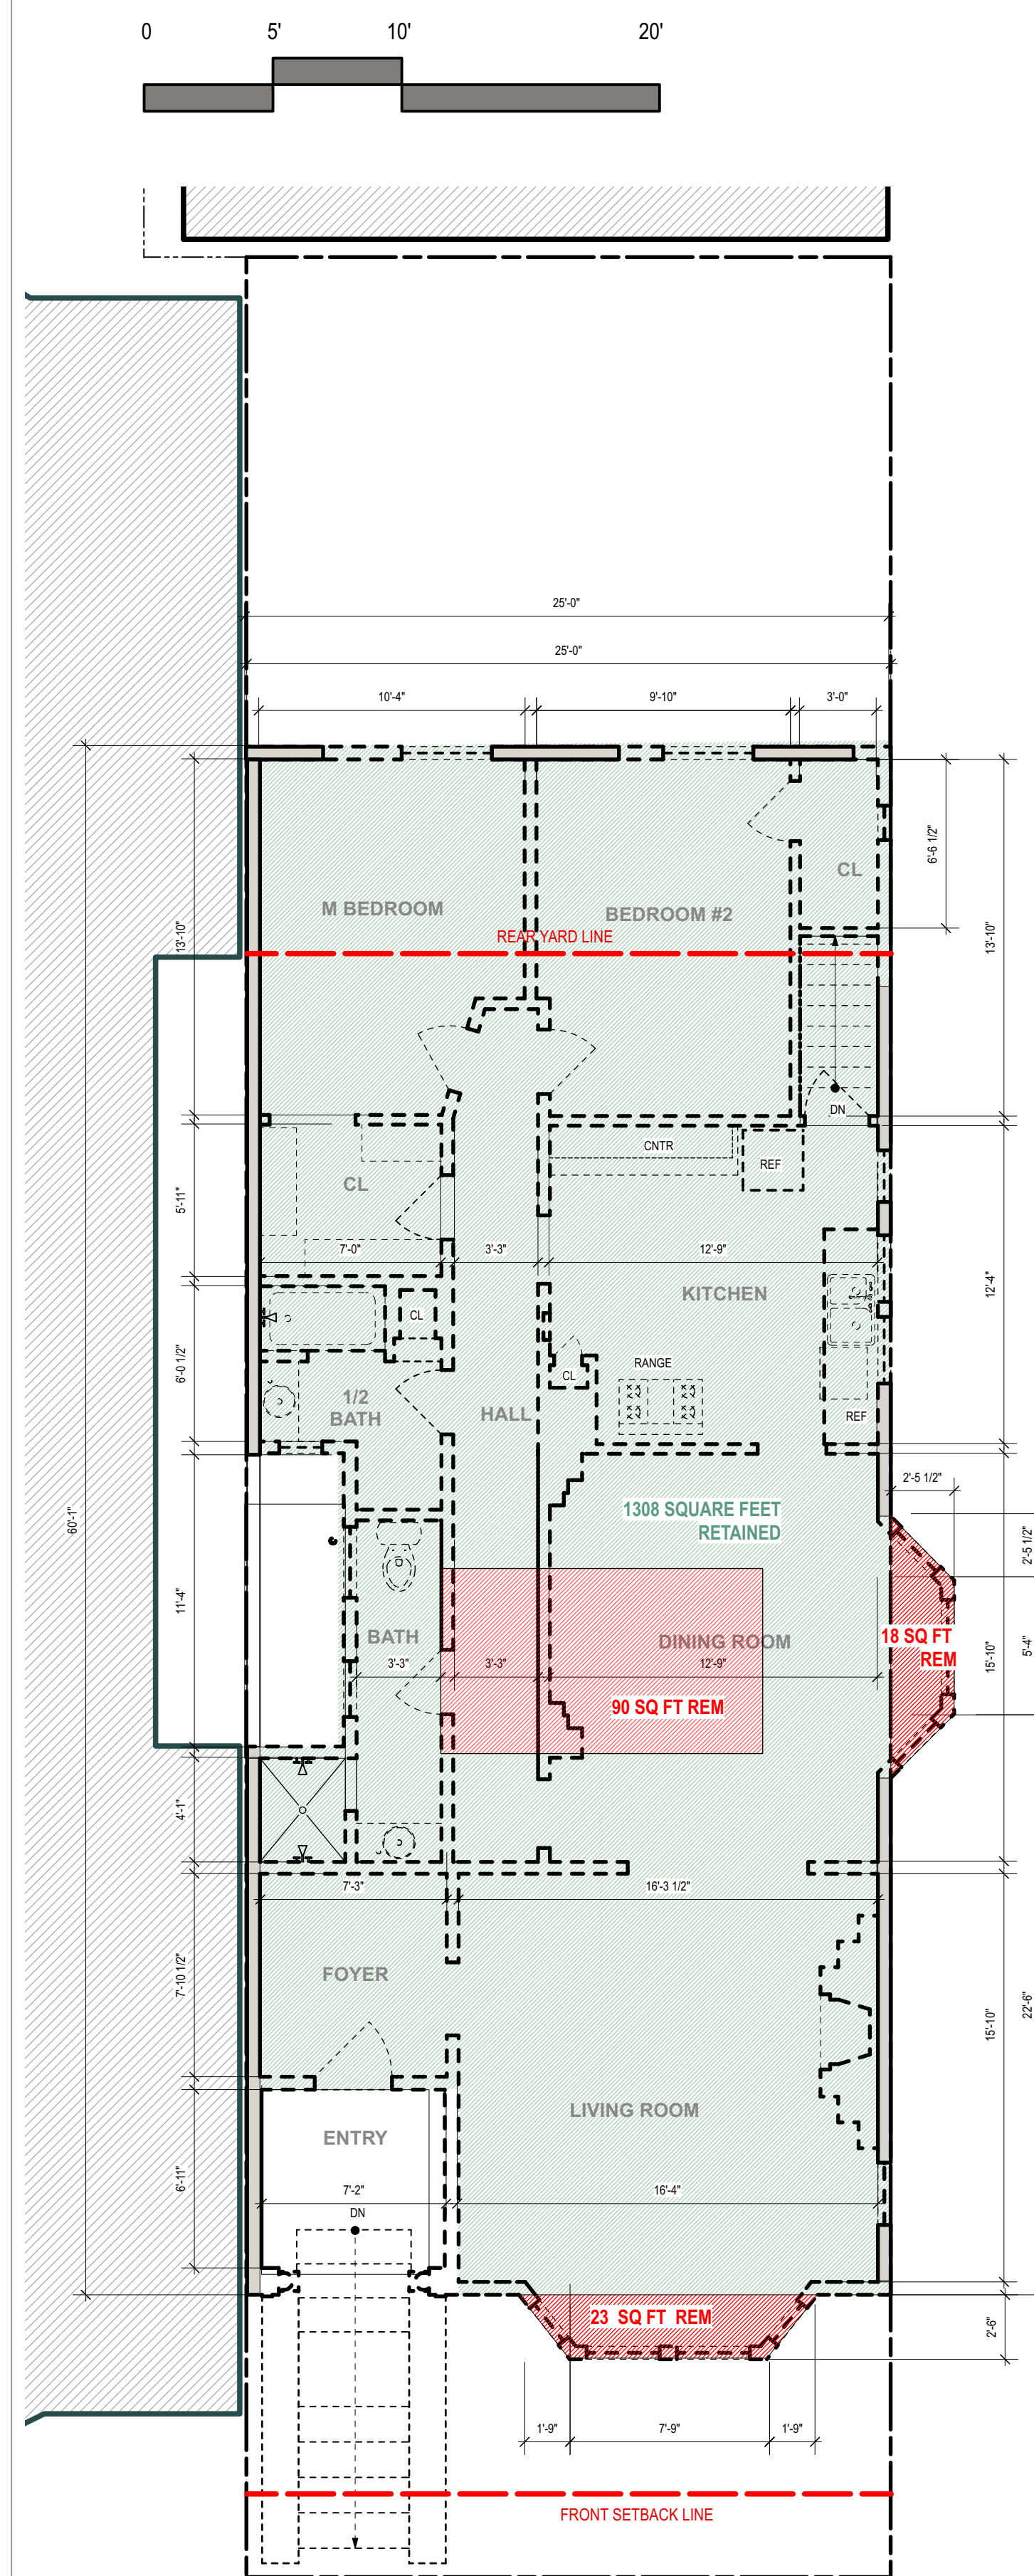 0 5' 10' 20'
25'-0"
25'-0"
10'-4" 9'-10" 3'-0"
6'-6 1/2"
CL
M BEDROOM
BEDROOM #2
13'-10"
13'-10"
REAR YARD LINE
DN
CNTR
REF
CL
5'-11"
7'-0" 3'-3" 12'-9"
12'-4"
KITCHEN
CL
6'-0 1/2"
RANGE
CL
1/2
BATH
HALL
REF
2'-5 1/2"
1308 SQUARE FEET
RETAINED
60'-1"
2'-5 1/2"
11'-4"
BATH
DINING ROOM
18 SQ FT
REM
15'-10"
5'-4"
3'-3" 3'-3" 12'-9"
90 SQ FT REM
4'-1"
7'-3" 16'-3 1/2"
7'-10 1/2"
FOYER
15'-10"
22'-6"
LIVING ROOM
ENTRY
6'-11"
7'-2" 16'-4"
DN
23 SQ FT REM
2'-6"
1'-9" 7'-9" 1'-9"
FRONT SETBACK LINE